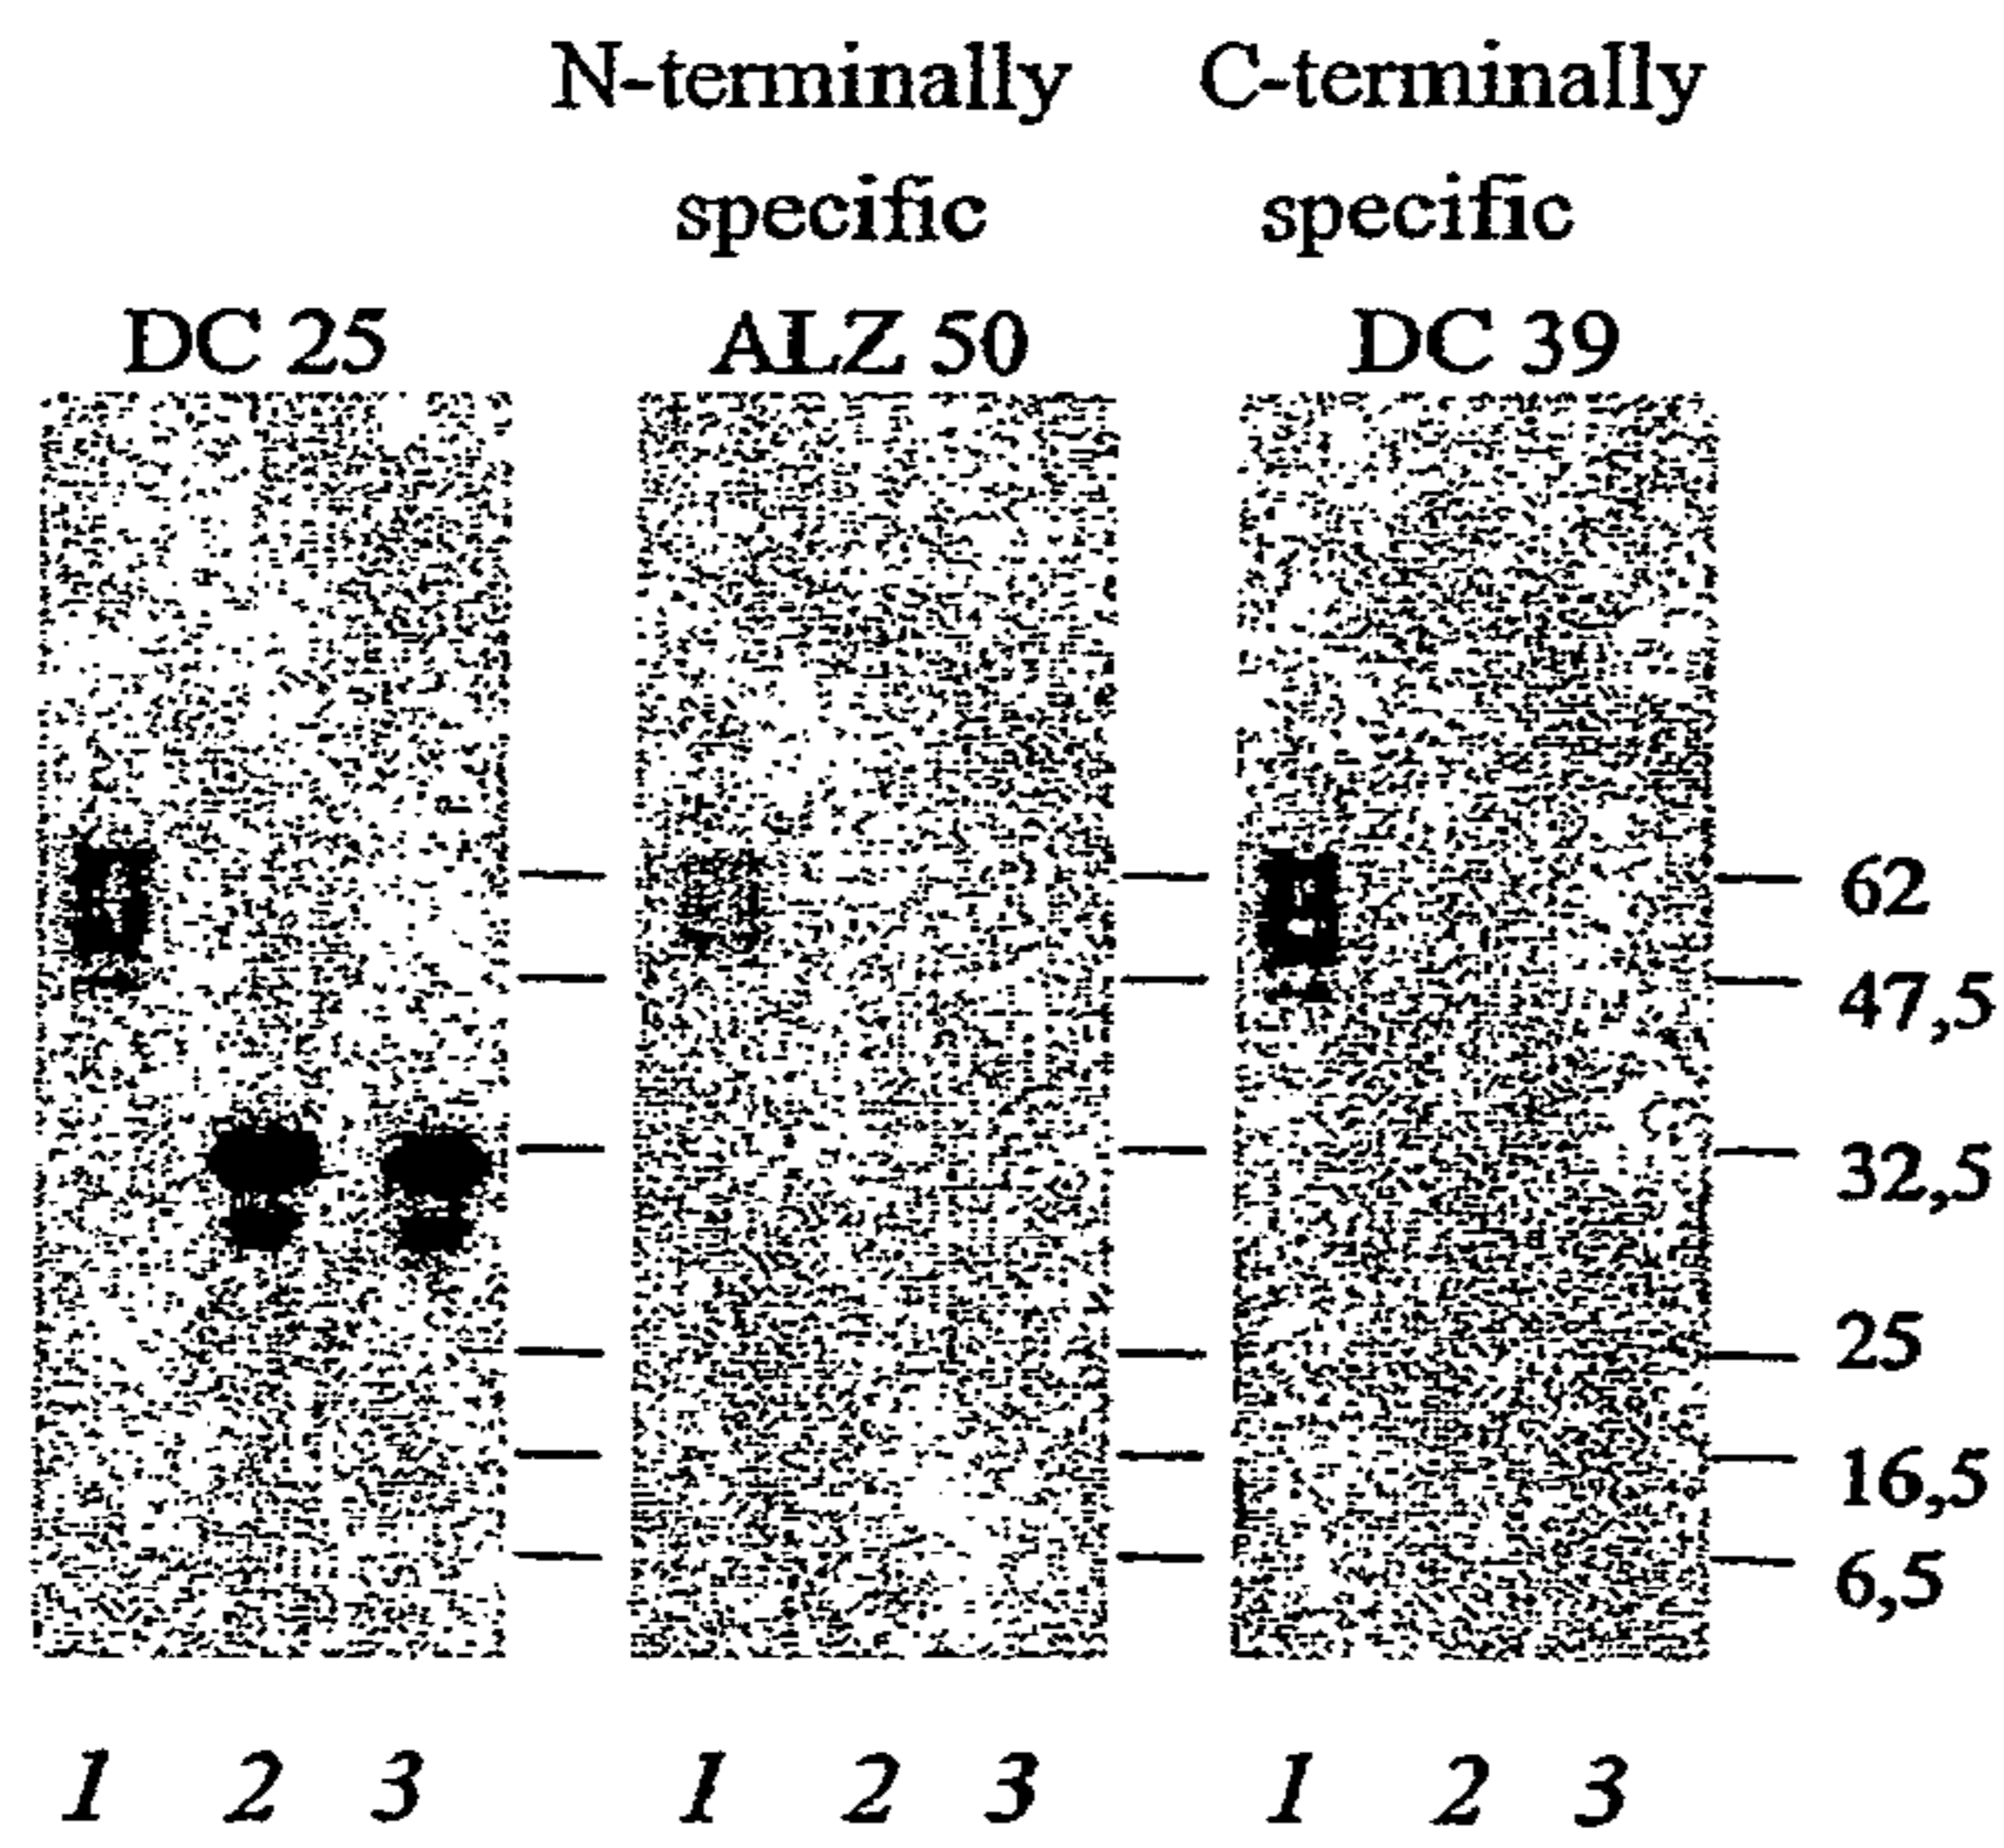 N-terminally C-terminally
specific specific
DC 25 ALZ 50 DC 39
62
47,5
32,5
25
16,5
6,5
1 2 3 1 2 3 1 2 3